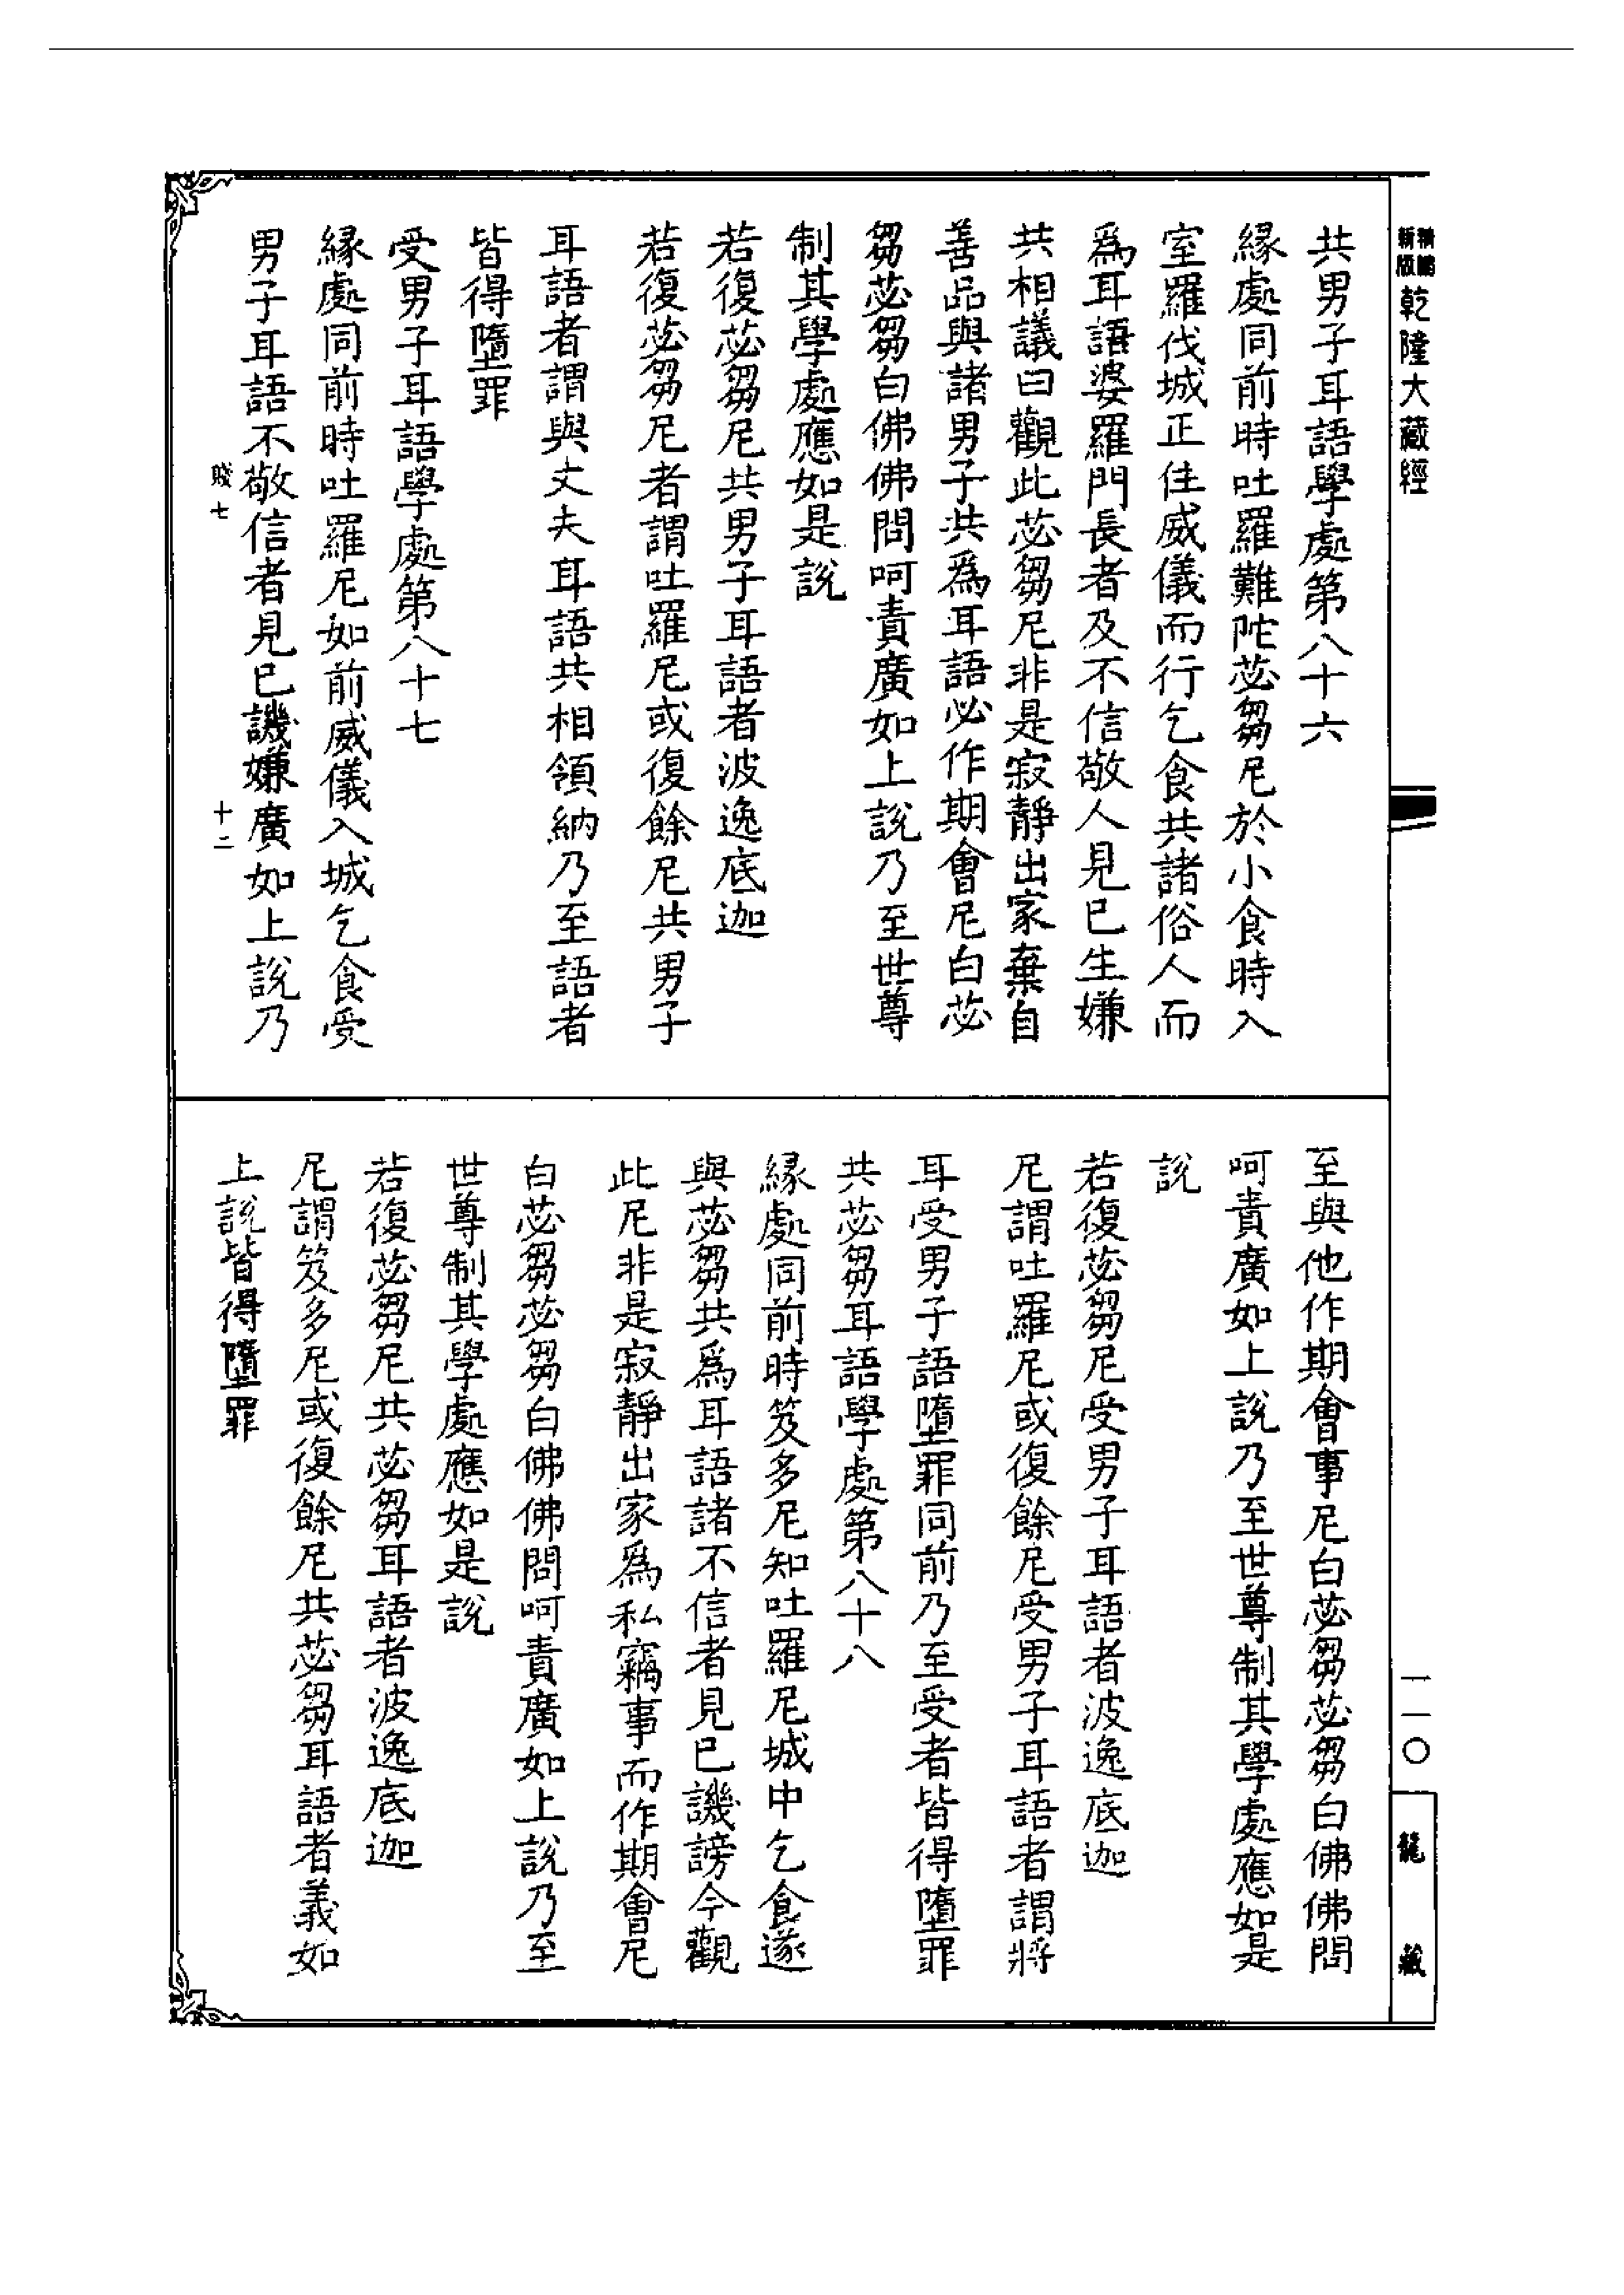 新版
精縮
乾隆大藏經
共男子耳語學處第八十六
緣處同前時吐羅難陀苾芻尼於小食時入
室羅伐城正住威儀而行乞食共諸俗人而
為耳語婆羅門長者及不信敬人見已生嫌
共相議曰觀此苾芻尼非是寂靜出家棄自
善品與諸男子共為耳語必作期會尼白苾
芻苾芻白佛佛問呵責廣如上說乃至世尊
制其學處應如是說
若復苾芻尼共男子耳語者波逸底迦
若復苾芻尼者謂吐羅尼或復餘尼共男子
耳語者謂與丈夫耳語共相領納乃至語者
皆得墮罪
受男子耳語學處第八十七
緣處同前時吐羅尼如前威儀入城乞食受
男子耳語不敬信者見已譏嫌廣如上說乃
賤七
十二
至與他作期會事尼白苾芻苾芻白佛佛問
呵責廣如上說乃至世尊制其學處應如是
說
若復苾芻尼受男子耳語者波逸底迦
尼謂吐羅尼或復餘尼受男子耳語者謂將
耳受男子語墮罪同前乃至受者皆得墮罪
共苾芻耳語學處第八十八
緣處同前時笈多尼知吐羅尼城中乞食遂
與苾芻共為耳語諸不信者見已譏謗今觀
此尼非是寂靜出家為私竊事而作期會尼
白苾芻苾芻白佛佛問呵責廣如上說乃至
世尊制其學處應如是說
若復苾芻尼共苾芻耳語者波逸底迦
尼謂笈多尼或復餘尼共苾芻耳語者義如
上說皆得墮罪
一一〇
龍藏